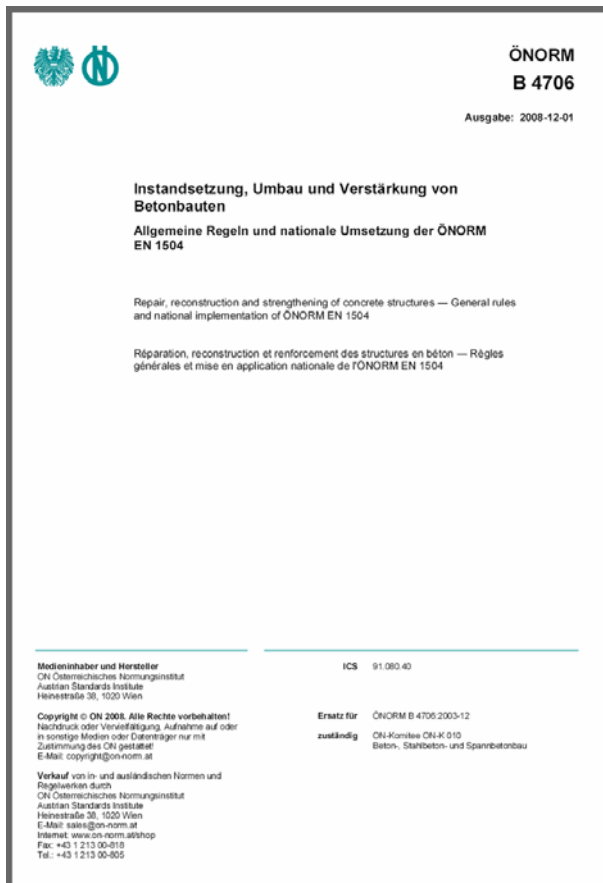 ÖNORM
B 4706
Ausgabe: 2008-12-01
Instandsetzung, Umbau und Verstärkung von
Betonbauten
Allgemeine Regeln und nationale Umsetzung der ÖNORM
EN 1504
Repair, reconstruction and strengthening of concrete structures — General rules
and national implementation of ÖNORM EN 1504
Réparation, reconstruction et renforcement des structures en béton — Règles
générales et mise en application nationale de l'ÖNORM EN 1504
Medieninhaber und Hersteller
ON Österreichisches Normungsinstitut
Austrian Standards Institute
Heinestraße 38, 1020 Wien
Copyright © ON 2008. Alle Rechte vorbehalten!
Nachdruck oder Vervielfältigung, Aufnahme auf oder
in sonstige Medien oder Datenträger nur mit
Zustimmung des ON gestattet!
E-Mail: copyright@on-norm.at
Verkauf von in- und ausländischen Normen und
Regelwerken durch
ON Österreichisches Normungsinstitut
Austrian Standards Institute
Heinestraße 38, 1020 Wien
E-Mail: sales@on-norm.at
Internet: www.on-norm.at/shop
Fax: +43 1 213 00-818
Tel.: +43 1 213 00-805
ICS 91.080.40
Ersatz für ÖNORM B 4706:2003-12
zuständig ON-Komitee ON-K 010
Beton-, Stahlbeton- und Spannbetonbau